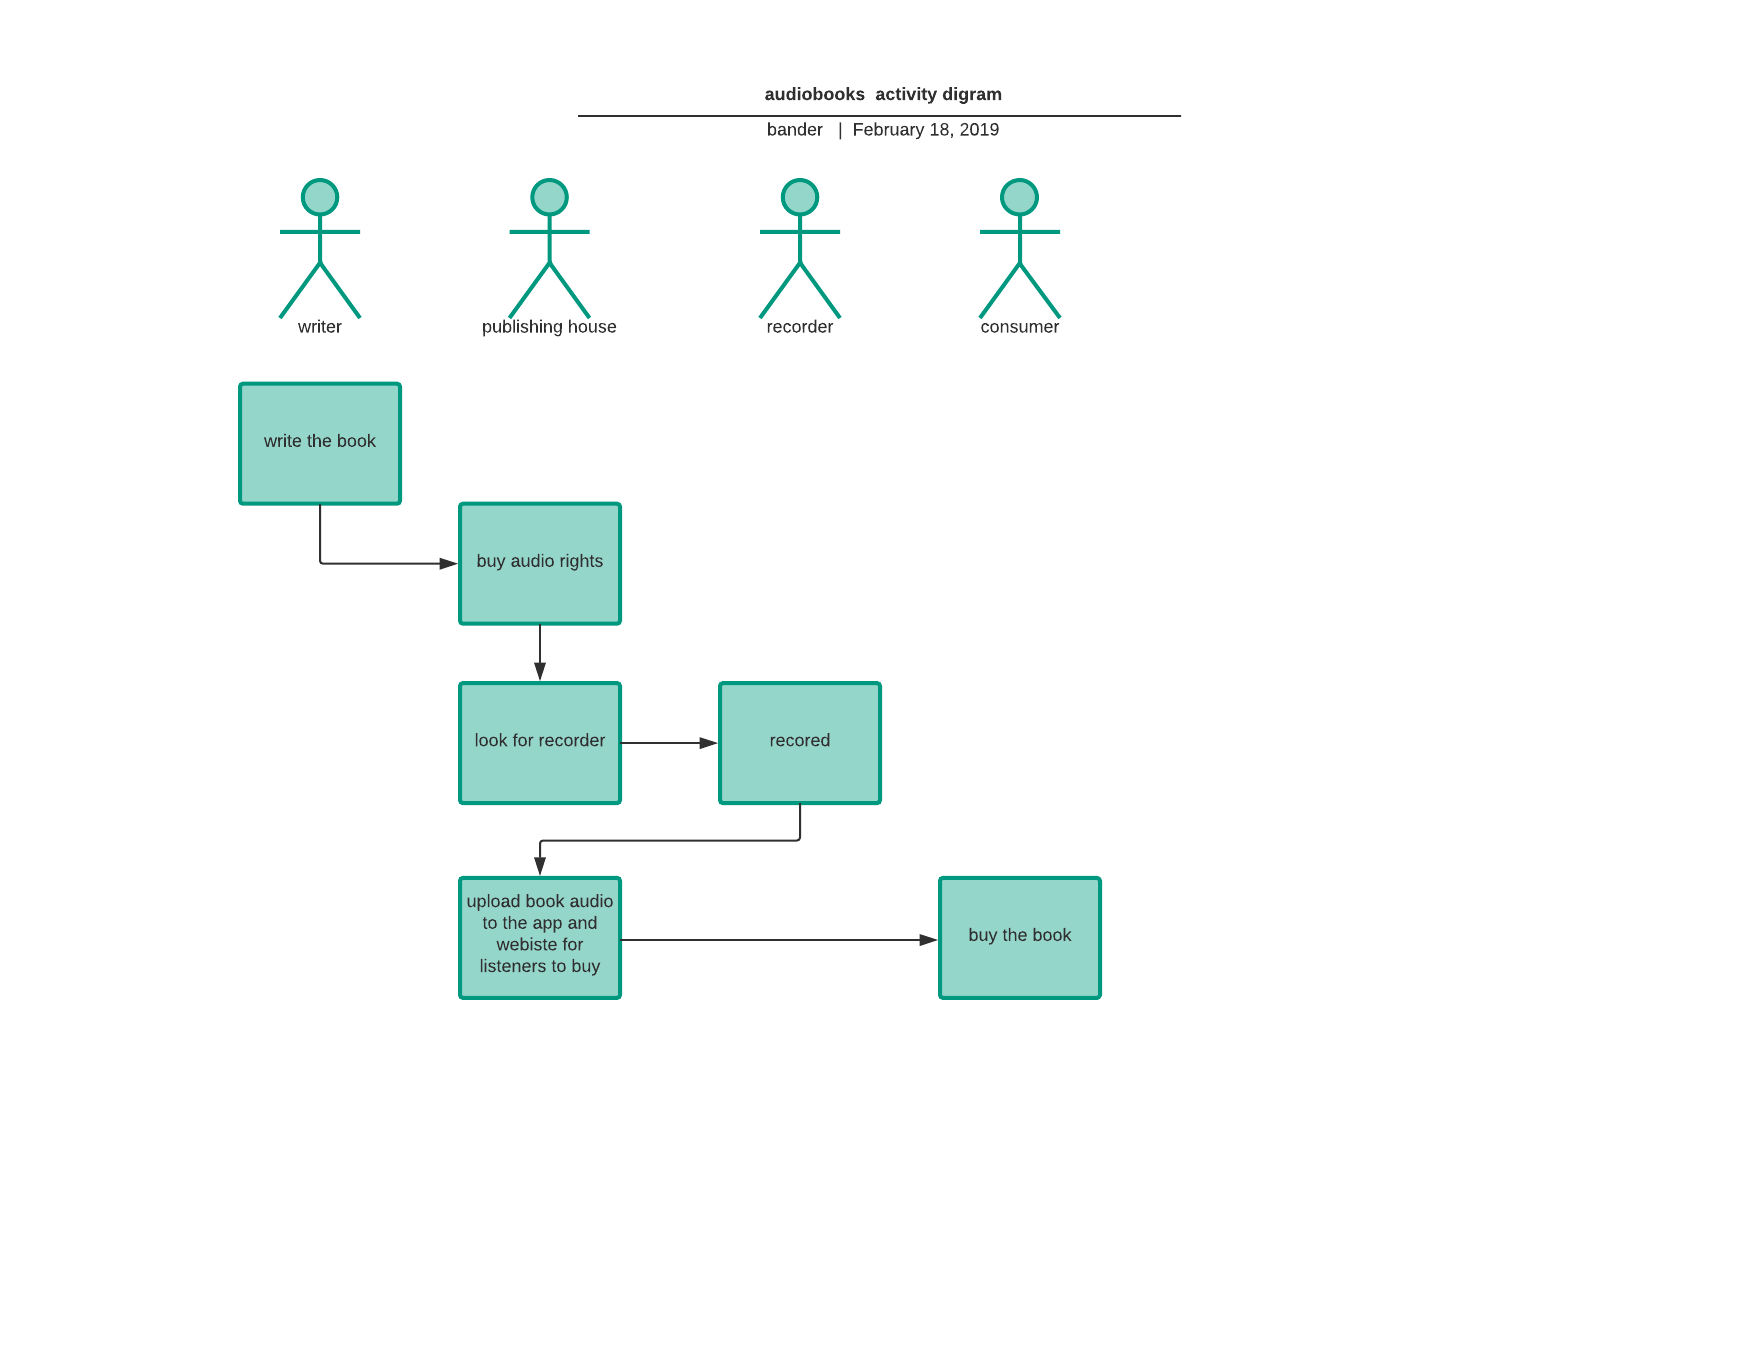 audiobooks  activity digram
bander   |  February 18, 2019
writer
publishing house
recorder
consumer
write the book
buy audio rights
look for recorder
recored
upload book audio
to the app and
webiste for
listeners to buy
buy the book